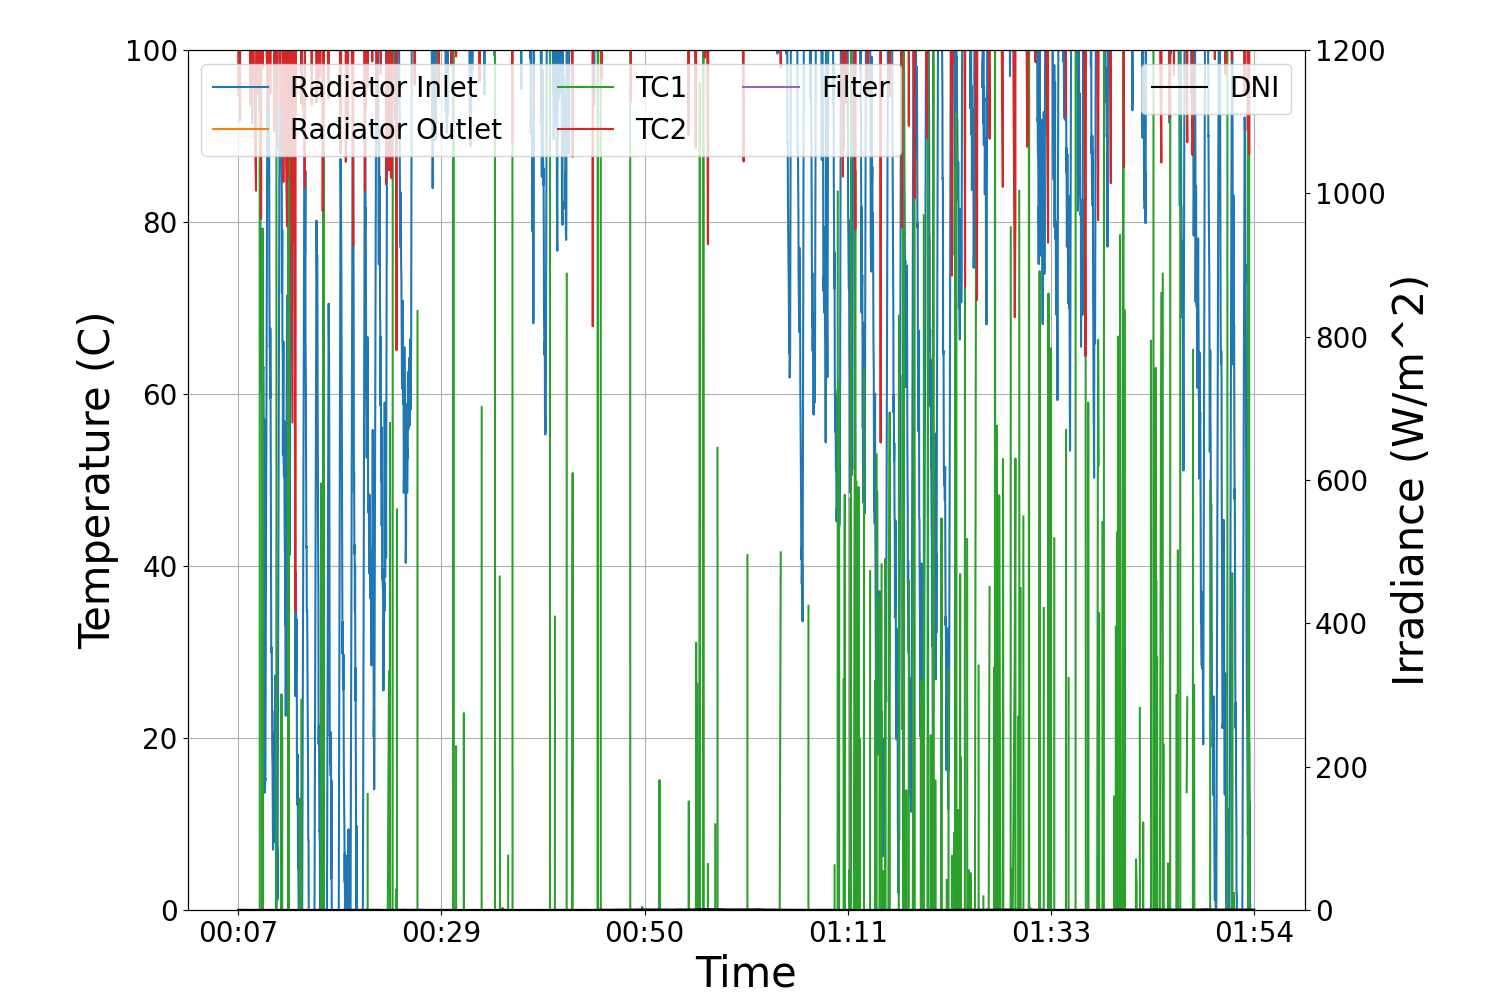 100
80
60
40
20
0
Temperature (C)
Radiator Inlet
Radiator Outlet
TC1
TC2
Filter
DNI
1200
1000
800
600
400
200
0
Irradiance (W/m^2)
00:07
00:29
00:50
01:11
01:33
01:54
Time